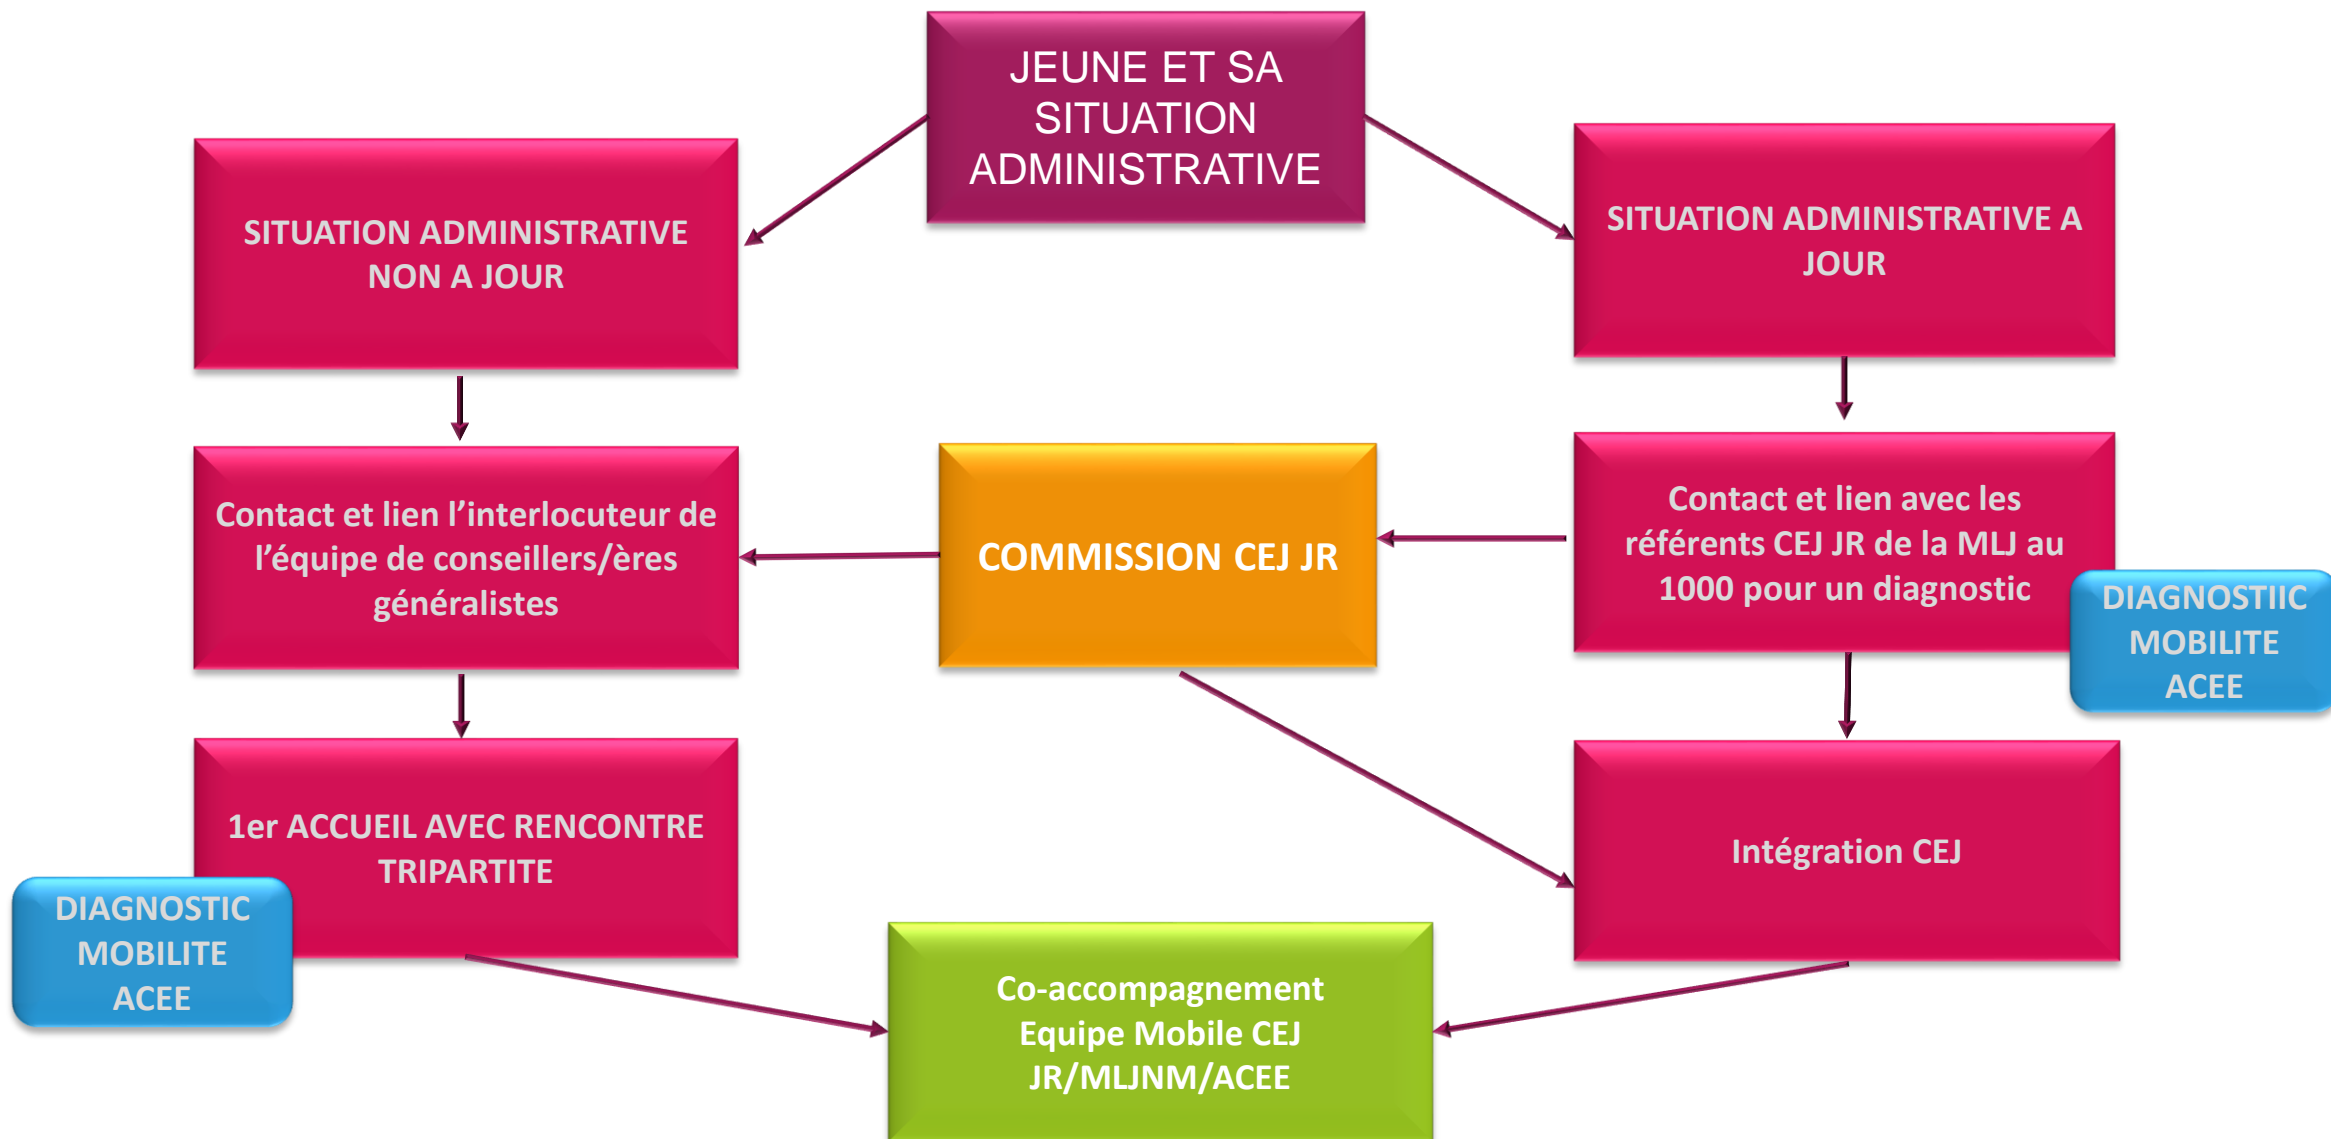 JEUNE ET SA
SITUATION
ADMINISTRATIVE
SITUATION ADMINISTRATIVE
NON A JOUR
SITUATION ADMINISTRATIVE A
JOUR
Contact et lien l’interlocuteur de
l’équipe de conseillers/ères
généralistes
COMMISSION CEJ JR
Contact et lien avec les
référents CEJ JR de la MLJ au
1000 pour un diagnostic
DIAGNOSTIIC
MOBILITE
ACEE
1er ACCUEIL AVEC RENCONTRE
TRIPARTITE
Intégration CEJ
DIAGNOSTIC
MOBILITE
ACEE
Co-accompagnement
Equipe Mobile CEJ
JR/MLJNM/ACEE